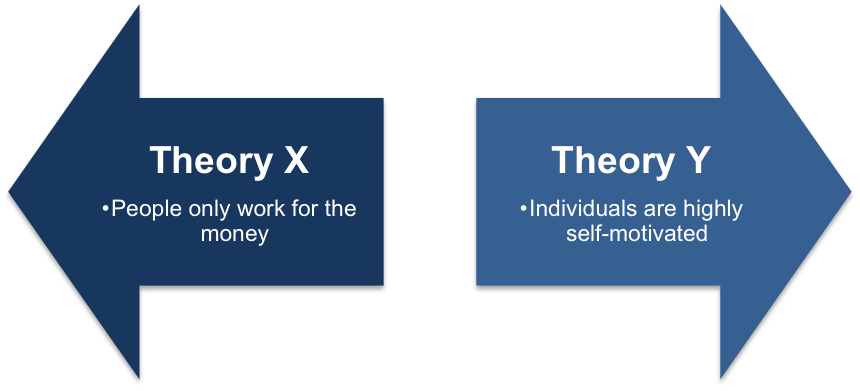 Theory X
•People only work for the
money
Theory Y
•Individuals are highly
self-motivated